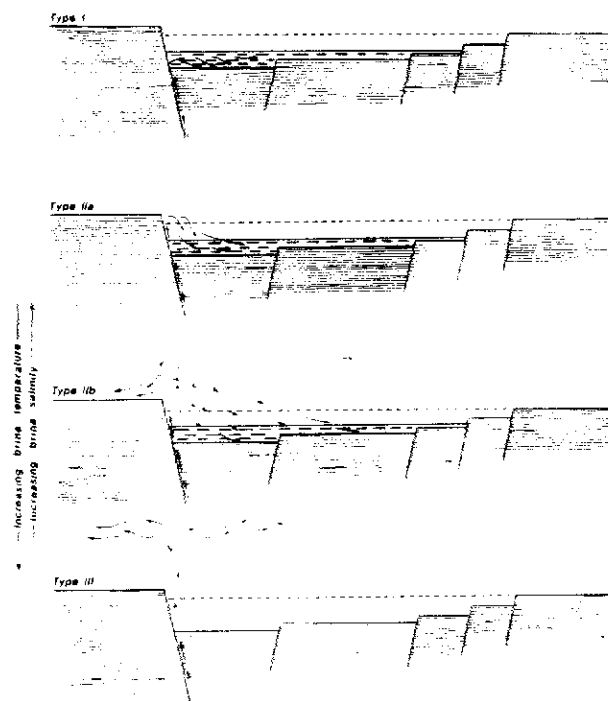 Type I
Type IIa
Type IIb
Type III
Increasing brine temperature
Increasing brine salinity